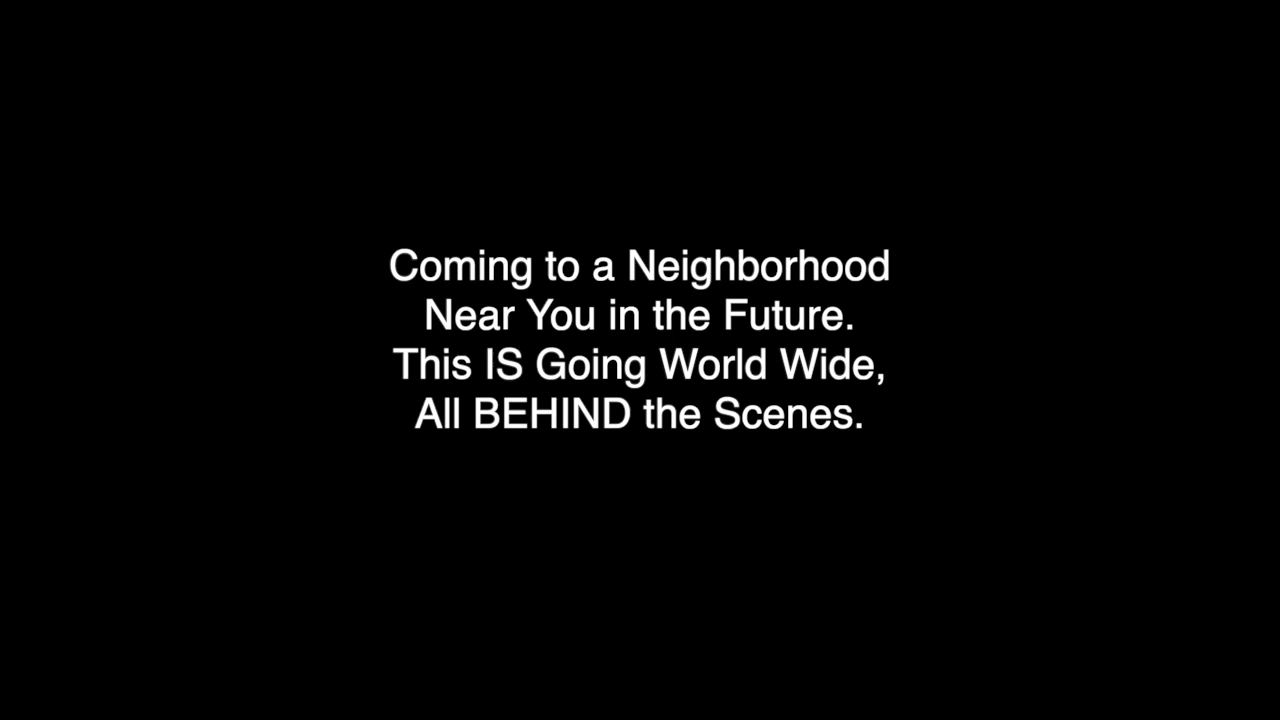 Coming to a Neighborhood
Near You in the Future.
This IS Going World Wide,
All BEHIND the Scenes.